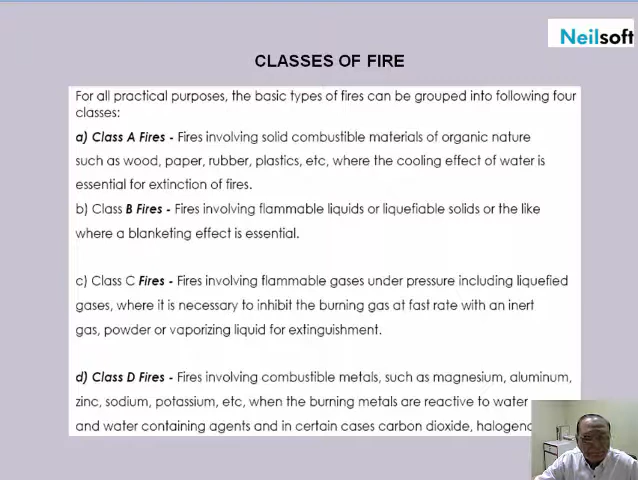 Neilsoft
CLASSES OF FIRE
For all practical purposes, the basic types of fires can be grouped into following four
classes:
a) Class A Fires - Fires involving solid combustible materials of organic nature
such as wood, paper, rubber, plastics, etc, where the cooling effect of water is
essential for extinction of fires.
b) Class B Fires - Fires involving flammable liquids or liquefiable solids or the like
where a blanketing effect is essential.
c) Class C Fires - Fires involving flammable gases under pressure including liquefied
gases, where it is necessary to inhibit the burning gas at fast rate with an inert
gas, powder or vaporizing liquid for extinguishment.
d) Class D Fires - Fires involving combustible metals, such as magnesium, aluminum,
zinc, sodium, potassium, etc, when the burning metals are reactive to water
and water containing agents and in certain cases carbon dioxide,